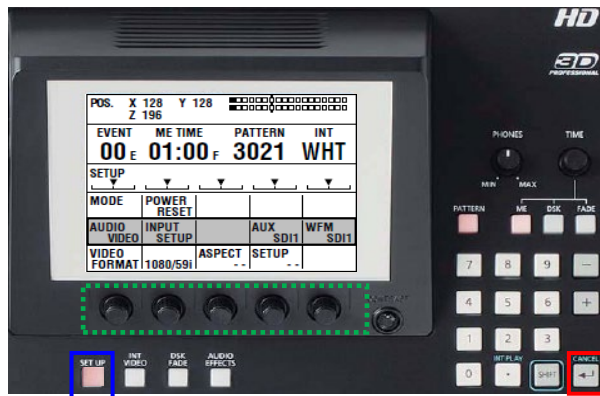 HD
3D
PROFESSIONAL
POS. X 128 Y 128
Z 196
EVENT ME TIME PATTERN INT
00 E 01:00 F 3021 WHT
SETUP
MODE POWER RESET
AUDIO VIDEO INPUT SETUP AUX SDI1 WFM SDI1
VIDEO FORMAT 1080/59i ASPECT -- SETUP --
PHONES TIME
MIN MAX
PATTERN ME DSK FADE
7 8 9 −
4 5 6 +
1 2 3
INT PLAY CANCEL
0 . SHIFT
SET UP INT VIDEO DSK FADE AUDIO EFFECTS